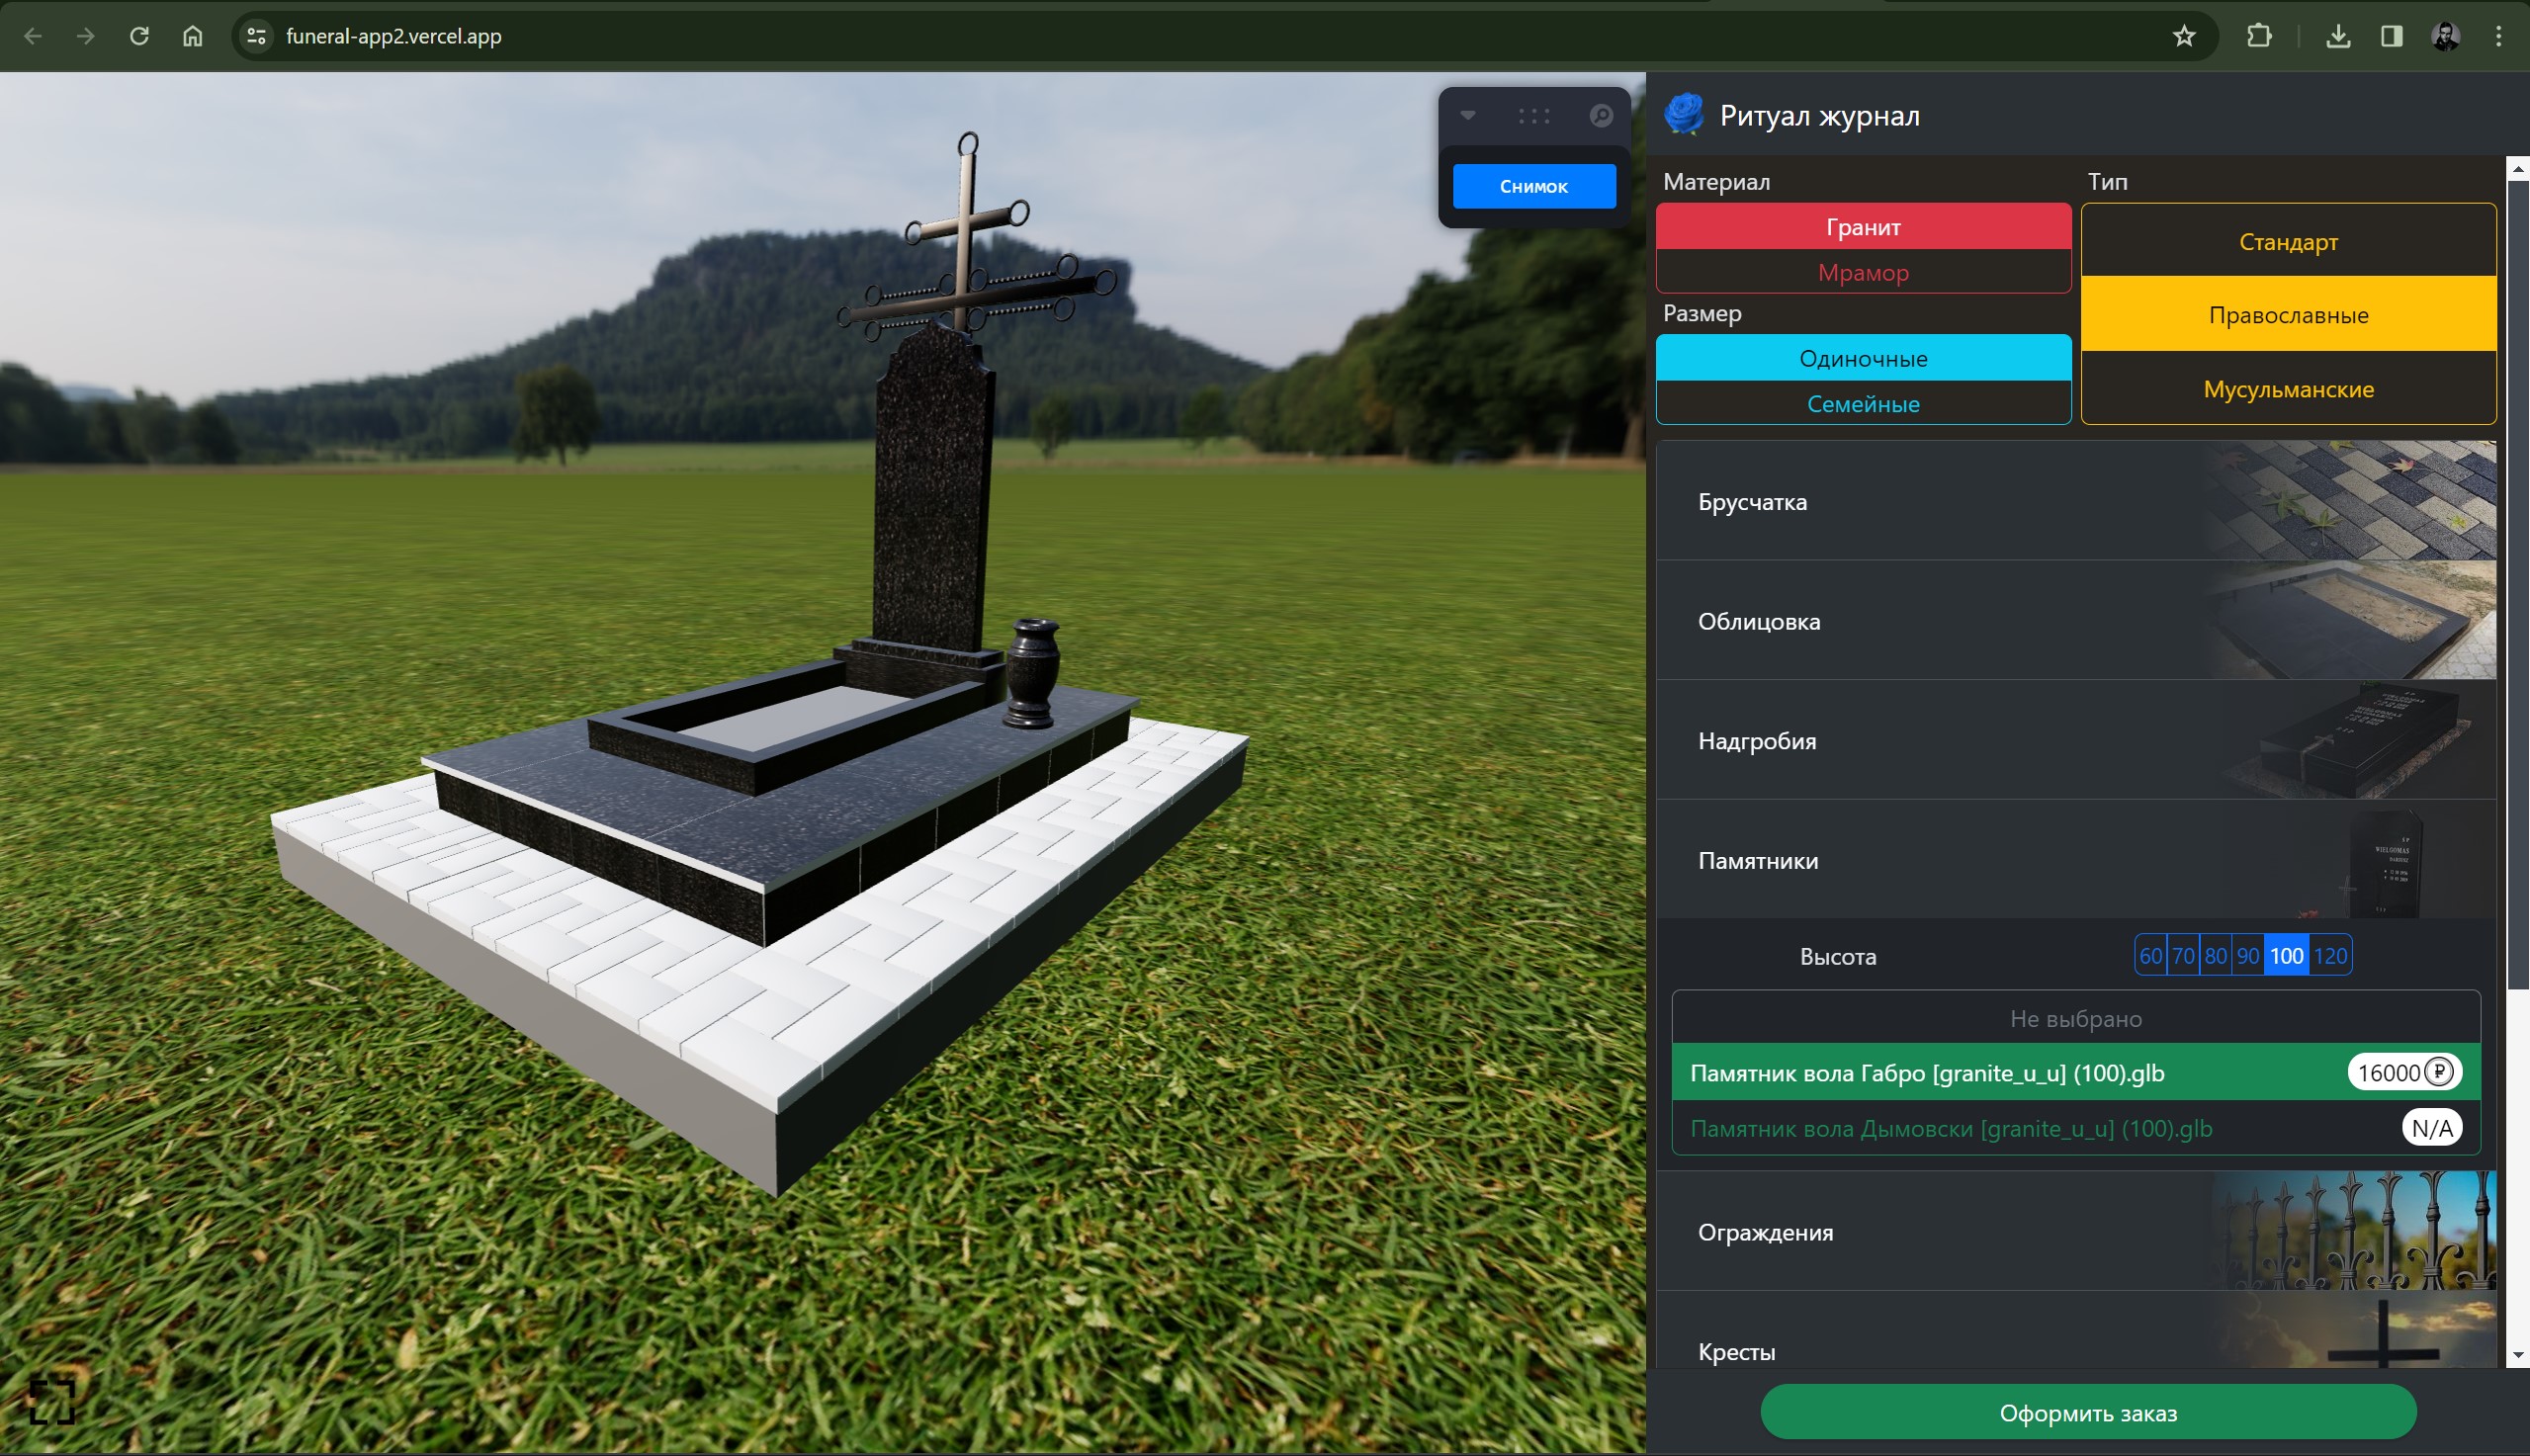 funeral-app2.vercel.app
Снимок
Ритуал журнал
Материал
Гранит
Мрамор
Размер
Одиночные
Семейные
Тип
Стандарт
Православные
Мусульманские
Брусчатка
Облицовка
Надгробия
Памятники
WIELGOMAS
Высота
60 70 80 90 100 120
Не выбрано
Памятник вола Габро [granite_u_u] (100).glb 16000 ₽
Памятник вола Дымовски [granite_u_u] (100).glb N/A
Ограждения
Кресты
Оформить заказ